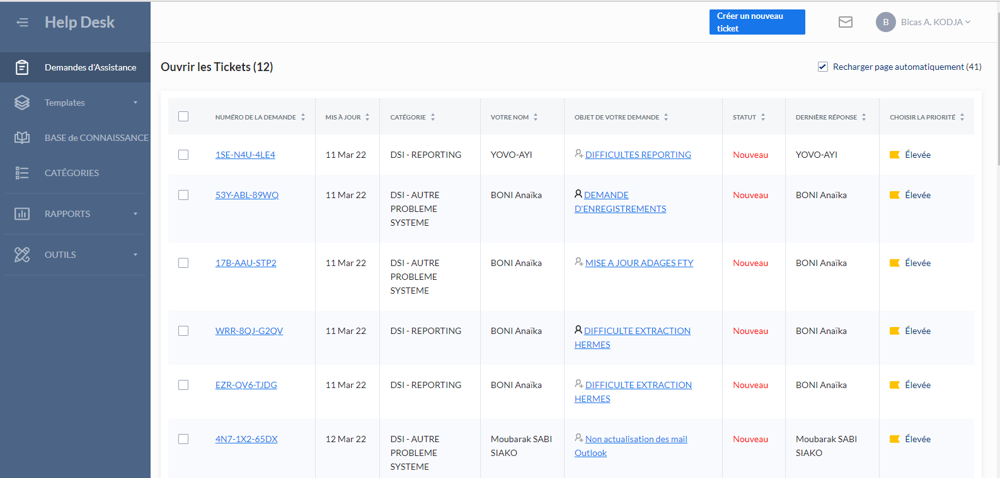 Help Desk
Créer un nouveau
ticket
B
Bicas A. KODJA
Demandes d'Assistance
Templates
BASE de CONNAISSANCE
CATÉGORIES
RAPPORTS
OUTILS
Ouvrir les Tickets (12)
Recharger page automatiquement (41)
NUMÉRO DE LA DEMANDE MIS À JOUR CATÉGORIE VOTRE NOM OBJET DE VOTRE DEMANDE STATUT DERNIÈRE RÉPONSE CHOISIR LA PRIORITÉ
1SE-N4U-4LE4 11 Mar 22 DSI - REPORTING YOVO-AYI DIFFICULTES REPORTING Nouveau YOVO-AYI Élevée
53Y-ABL-89WQ 11 Mar 22 DSI - AUTRE BONI Anaïka DEMANDE Nouveau BONI Anaïka Élevée
PROBLEME D'ENREGISTREMENTS
SYSTEME
17B-AAU-STP2 11 Mar 22 DSI - AUTRE BONI Anaïka MISE A JOUR ADAGES FTY Nouveau BONI Anaïka Élevée
PROBLEME
SYSTEME
WRR-8QJ-G2QV 11 Mar 22 DSI - REPORTING BONI Anaïka DIFFICULTE EXTRACTION Nouveau BONI Anaïka Élevée
HERMES
EZR-QV6-TJDG 11 Mar 22 DSI - REPORTING BONI Anaïka DIFFICULTE EXTRACTION Nouveau BONI Anaïka Élevée
HERMES
4N7-1X2-65DX 12 Mar 22 DSI - AUTRE Moubarak SABI Non actualisation des mail Nouveau Moubarak SABI Élevée
PROBLEME SIAKO Outlook SIAKO
SYSTEME